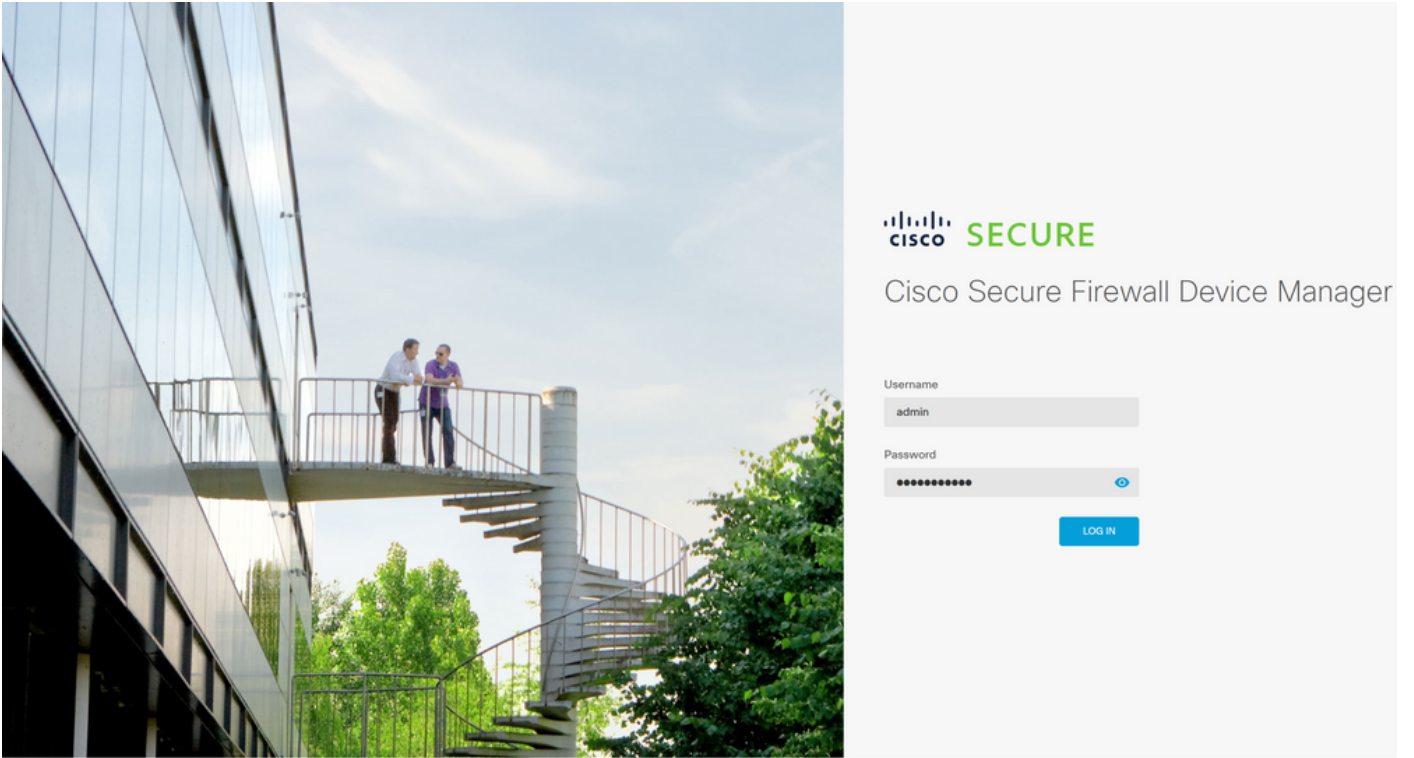 CISCO SECURE
Cisco Secure Firewall Device Manager
Username
admin
Password
●●●●●●●●●●●
LOG IN